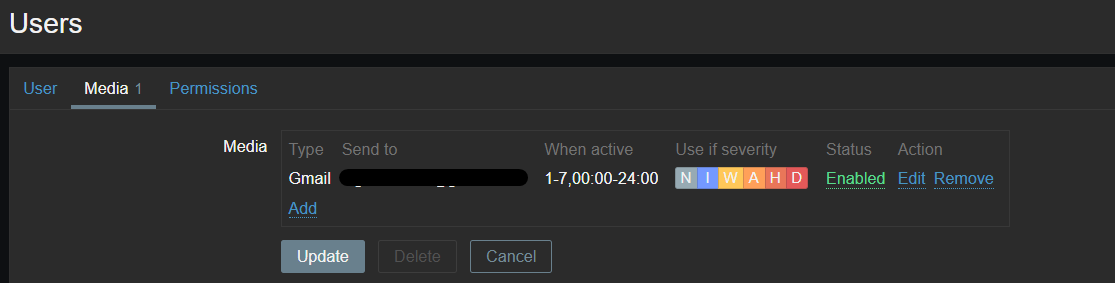 Users
User Media 1 Permissions
Media
Type Send to When active Use if severity Status Action
Gmail 1-7,00:00-24:00 N I W A H D Enabled Edit Remove
Add
Update Delete Cancel